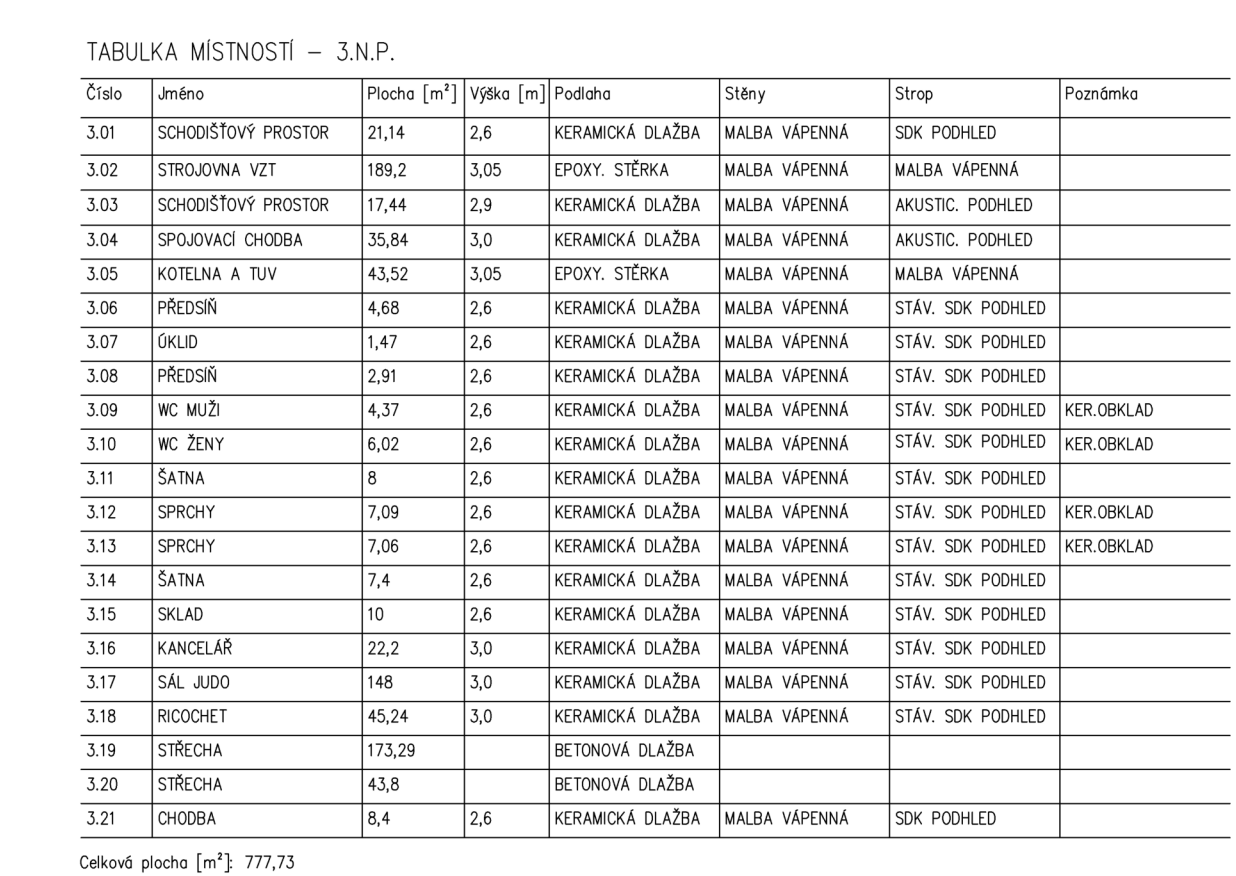 TABULKA MÍSTNOSTÍ – 3.N.P.
Číslo Jméno Plocha [m²] Výška [m] Podlaha Stěny Strop Poznámka
3.01 SCHODIŠŤOVÝ PROSTOR 21,14 2,6 KERAMICKÁ DLAŽBA MALBA VÁPENNÁ SDK PODHLED
3.02 STROJOVNA VZT 189,2 3,05 EPOXY. STĚRKA MALBA VÁPENNÁ MALBA VÁPENNÁ
3.03 SCHODIŠŤOVÝ PROSTOR 17,44 2,9 KERAMICKÁ DLAŽBA MALBA VÁPENNÁ AKUSTIC. PODHLED
3.04 SPOJOVACÍ CHODBA 35,84 3,0 KERAMICKÁ DLAŽBA MALBA VÁPENNÁ AKUSTIC. PODHLED
3.05 KOTELNA A TUV 43,52 3,05 EPOXY. STĚRKA MALBA VÁPENNÁ MALBA VÁPENNÁ
3.06 PŘEDSÍŇ 4,68 2,6 KERAMICKÁ DLAŽBA MALBA VÁPENNÁ STÁV. SDK PODHLED
3.07 ÚKLID 1,47 2,6 KERAMICKÁ DLAŽBA MALBA VÁPENNÁ STÁV. SDK PODHLED
3.08 PŘEDSÍŇ 2,91 2,6 KERAMICKÁ DLAŽBA MALBA VÁPENNÁ STÁV. SDK PODHLED
3.09 WC MUŽI 4,37 2,6 KERAMICKÁ DLAŽBA MALBA VÁPENNÁ STÁV. SDK PODHLED KER.OBKLAD
3.10 WC ŽENY 6,02 2,6 KERAMICKÁ DLAŽBA MALBA VÁPENNÁ STÁV. SDK PODHLED KER.OBKLAD
3.11 ŠATNA 8 2,6 KERAMICKÁ DLAŽBA MALBA VÁPENNÁ STÁV. SDK PODHLED
3.12 SPRCHY 7,09 2,6 KERAMICKÁ DLAŽBA MALBA VÁPENNÁ STÁV. SDK PODHLED KER.OBKLAD
3.13 SPRCHY 7,06 2,6 KERAMICKÁ DLAŽBA MALBA VÁPENNÁ STÁV. SDK PODHLED KER.OBKLAD
3.14 ŠATNA 7,4 2,6 KERAMICKÁ DLAŽBA MALBA VÁPENNÁ STÁV. SDK PODHLED
3.15 SKLAD 10 2,6 KERAMICKÁ DLAŽBA MALBA VÁPENNÁ STÁV. SDK PODHLED
3.16 KANCELÁŘ 22,2 3,0 KERAMICKÁ DLAŽBA MALBA VÁPENNÁ STÁV. SDK PODHLED
3.17 SÁL JUDO 148 3,0 KERAMICKÁ DLAŽBA MALBA VÁPENNÁ STÁV. SDK PODHLED
3.18 RICOCHET 45,24 3,0 KERAMICKÁ DLAŽBA MALBA VÁPENNÁ STÁV. SDK PODHLED
3.19 STŘECHA 173,29 BETONOVÁ DLAŽBA
3.20 STŘECHA 43,8 BETONOVÁ DLAŽBA
3.21 CHODBA 8,4 2,6 KERAMICKÁ DLAŽBA MALBA VÁPENNÁ SDK PODHLED
Celková plocha [m²]: 777,73